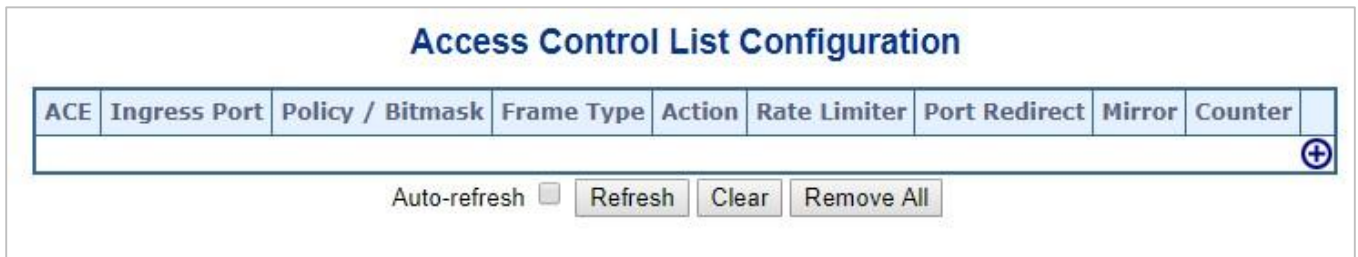 Access Control List Configuration
ACE Ingress Port Policy / Bitmask Frame Type Action Rate Limiter Port Redirect Mirror Counter
Auto-refresh Refresh Clear Remove All